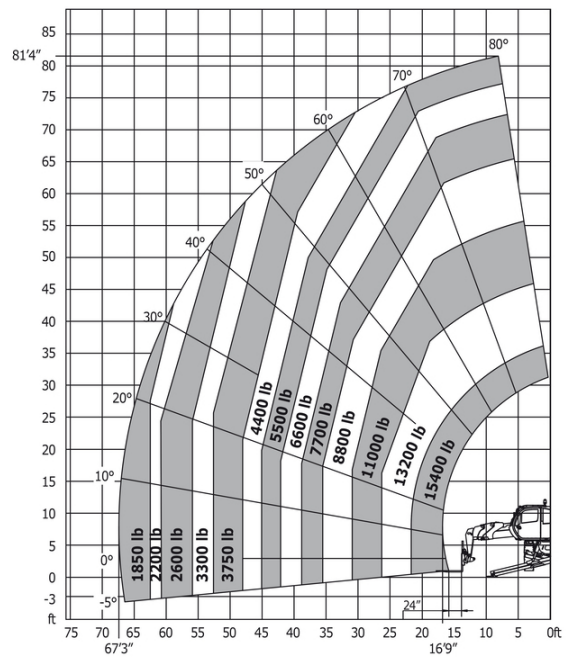 85
81'4"
80
80°
75
70°
70
65
60°
60
55
50°
50
45
40°
40
35
30°
30
25
20°
20
15
10°
10
5
0°
0
-3
-5°
ft
4400 lb
5500 lb
6600 lb
7700 lb
8800 lb
11000 lb
13200 lb
15400 lb
1850 lb
2200 lb
2600 lb
3300 lb
3750 lb
24"
75 70 65 60 55 50 45 40 35 30 25 20 15 10 5 0ft
67'3" 16'9"